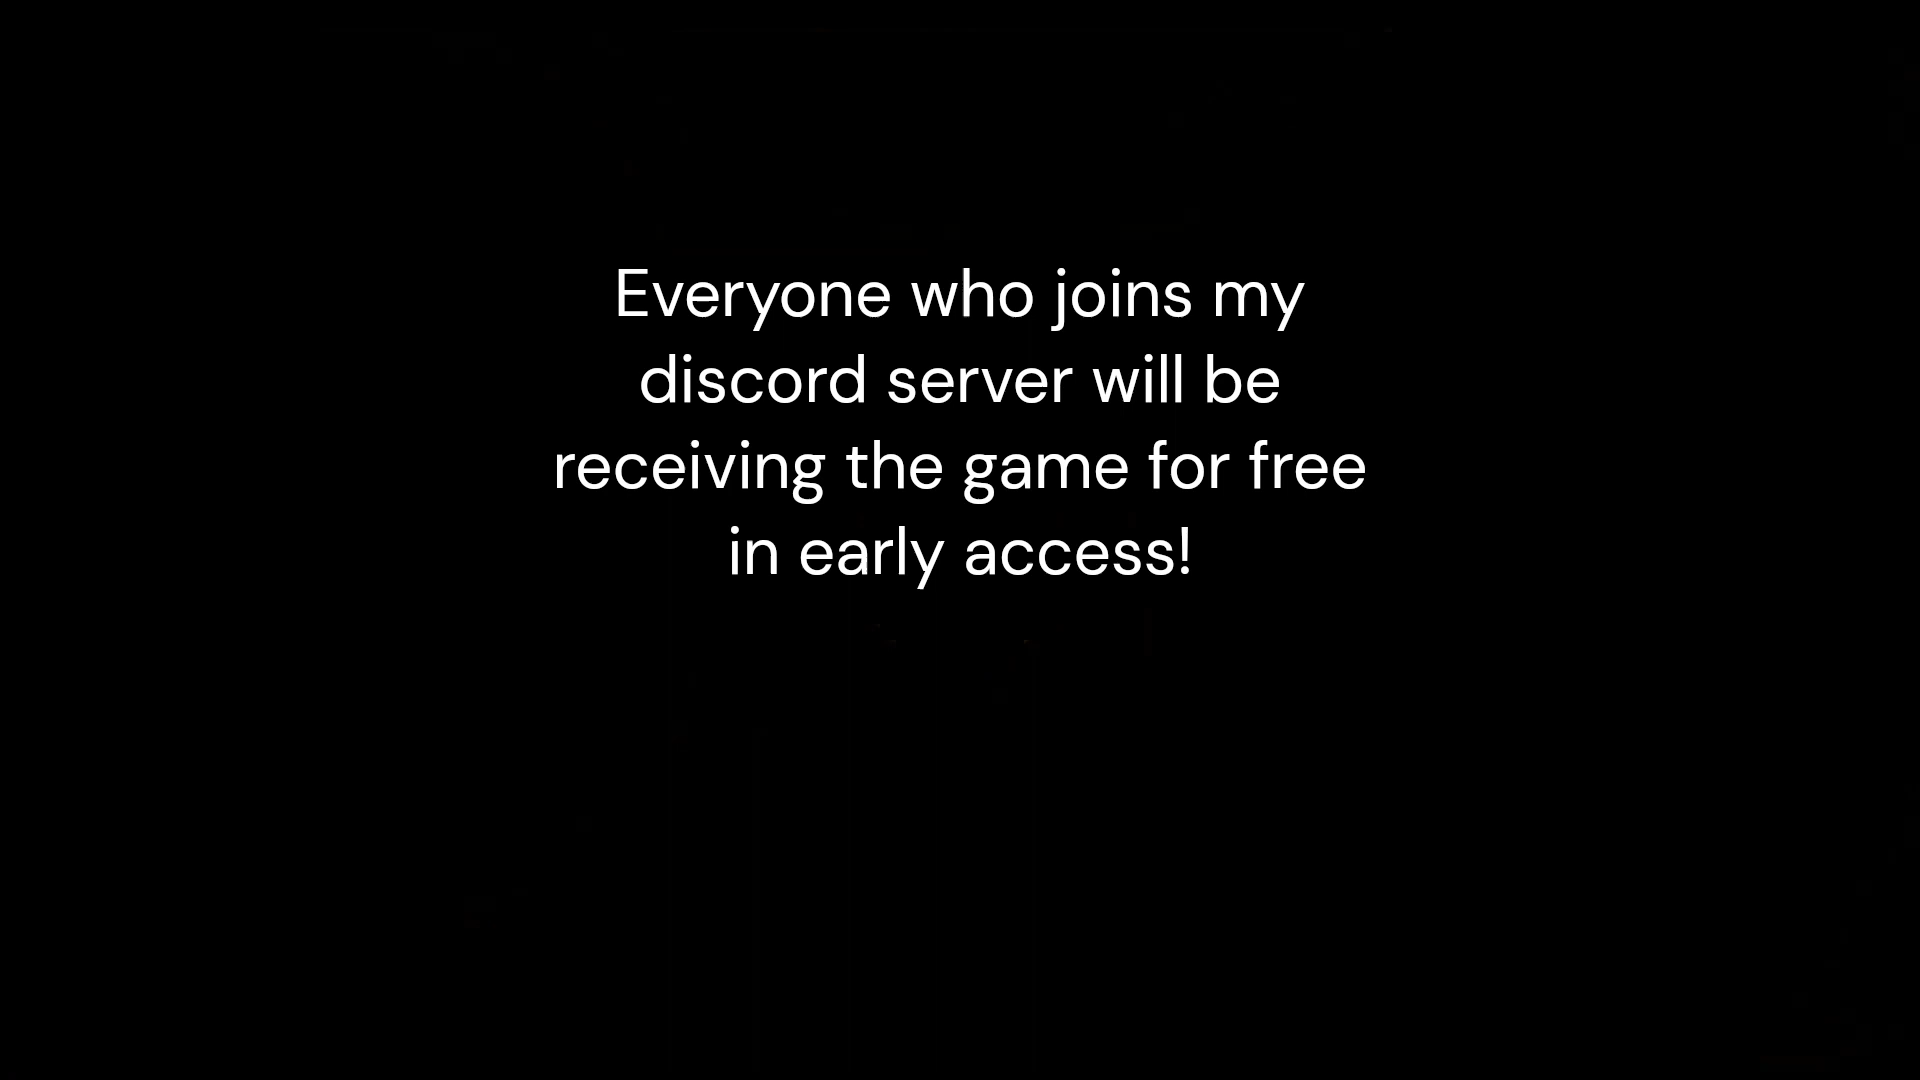 Everyone who joins my
discord server will be
receiving the game for free
in early access!